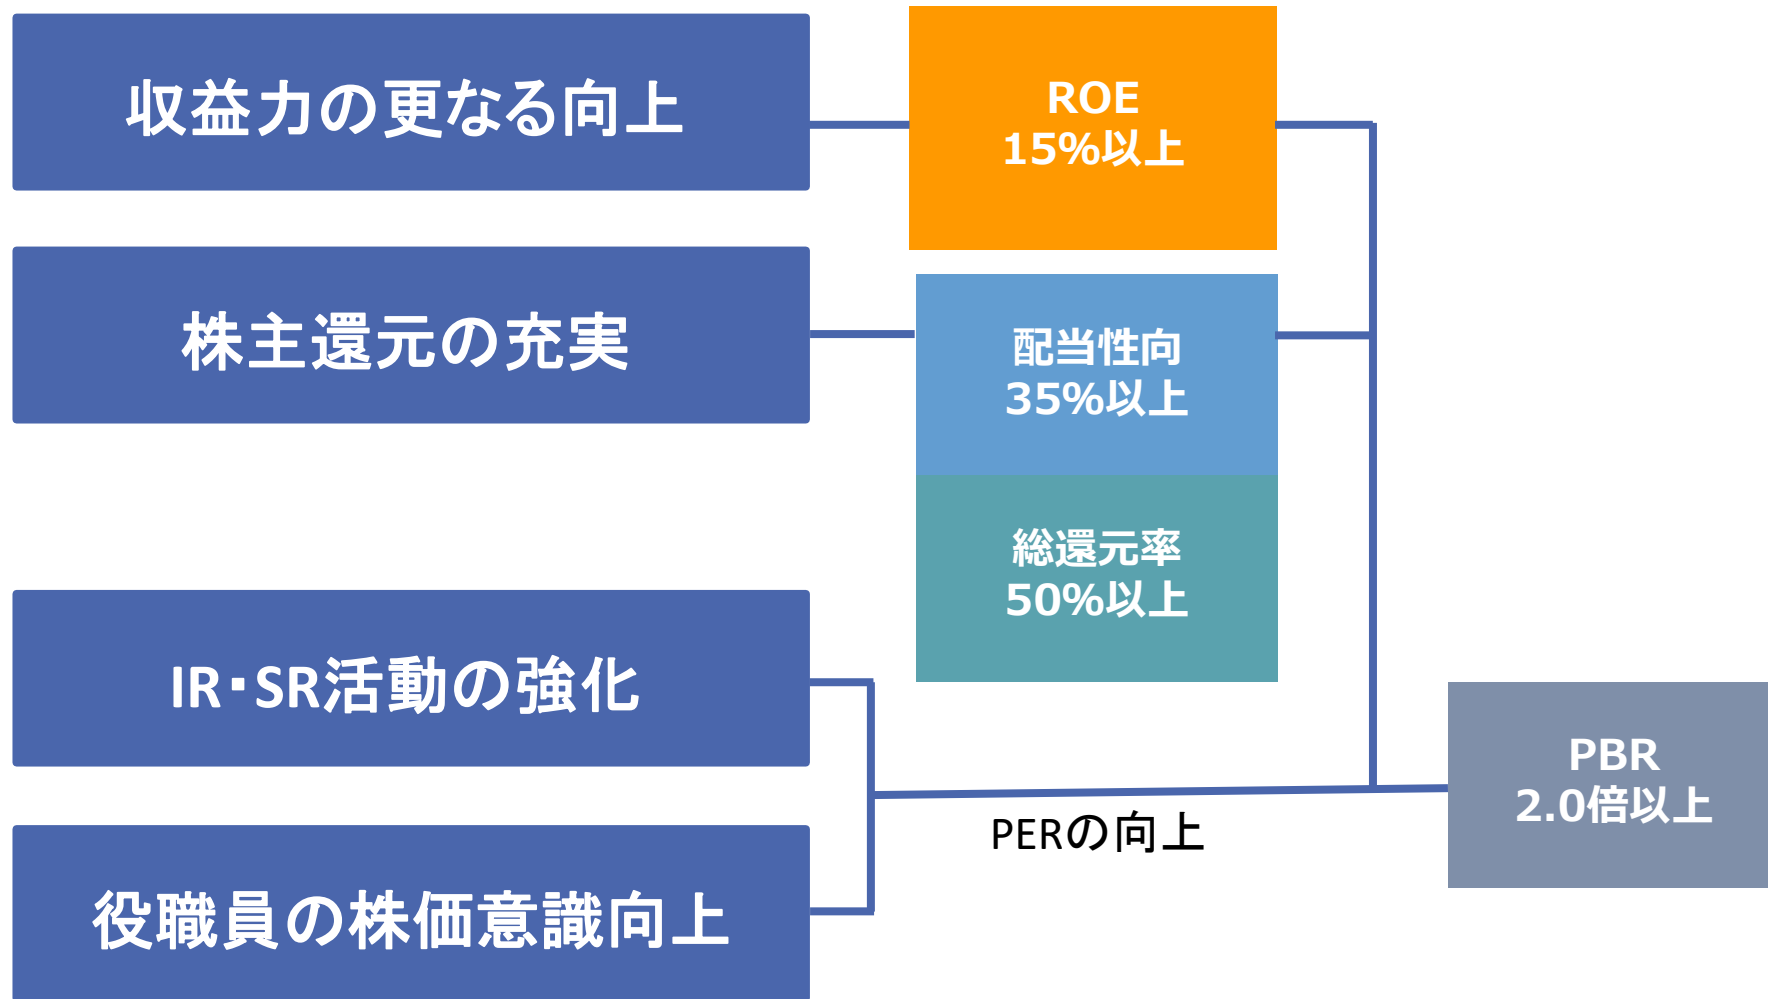 収益力の更なる向上
ROE
15%以上
株主還元の充実
配当性向
35%以上
総還元率
50%以上
IR・SR活動の強化
PERの向上
役職員の株価意識向上
PBR
2.0倍以上